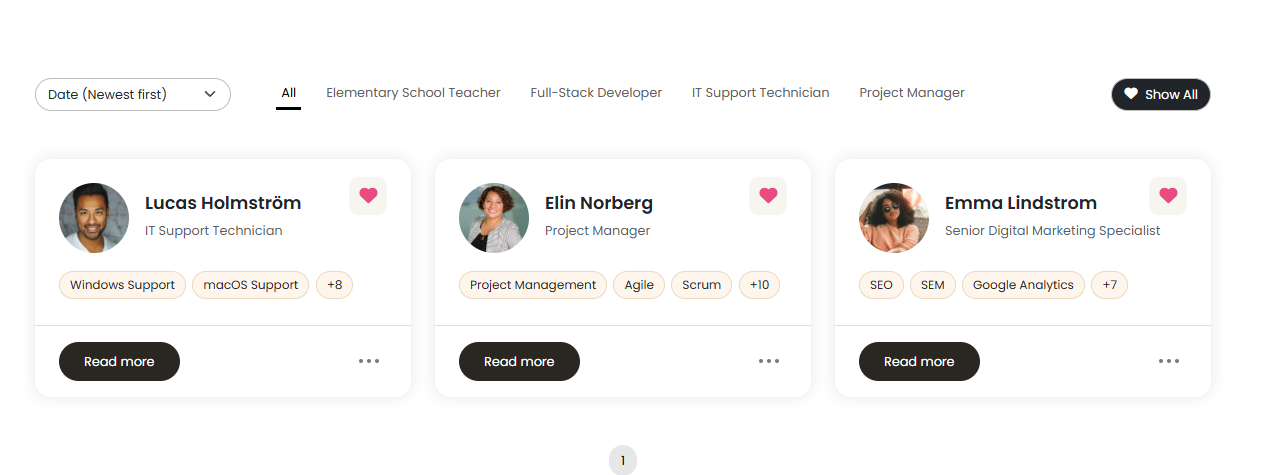 Date (Newest first)
All
Elementary School Teacher
Full-Stack Developer
IT Support Technician
Project Manager
Show All
Lucas Holmström
IT Support Technician
Windows Support
macOS Support
+8
Read more
Elin Norberg
Project Manager
Project Management
Agile
Scrum
+10
Read more
Emma Lindstrom
Senior Digital Marketing Specialist
SEO
SEM
Google Analytics
+7
Read more
1